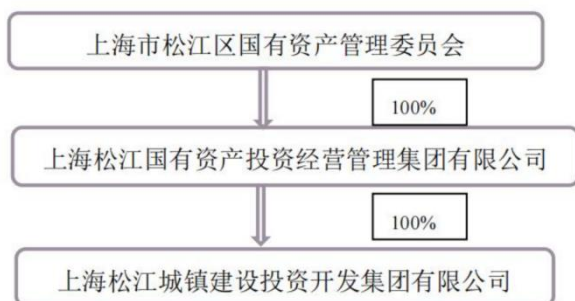 上海市松江区国有资产管理委员会
100%
上海松江国有资产投资经营管理集团有限公司
100%
上海松江城镇建设投资开发集团有限公司